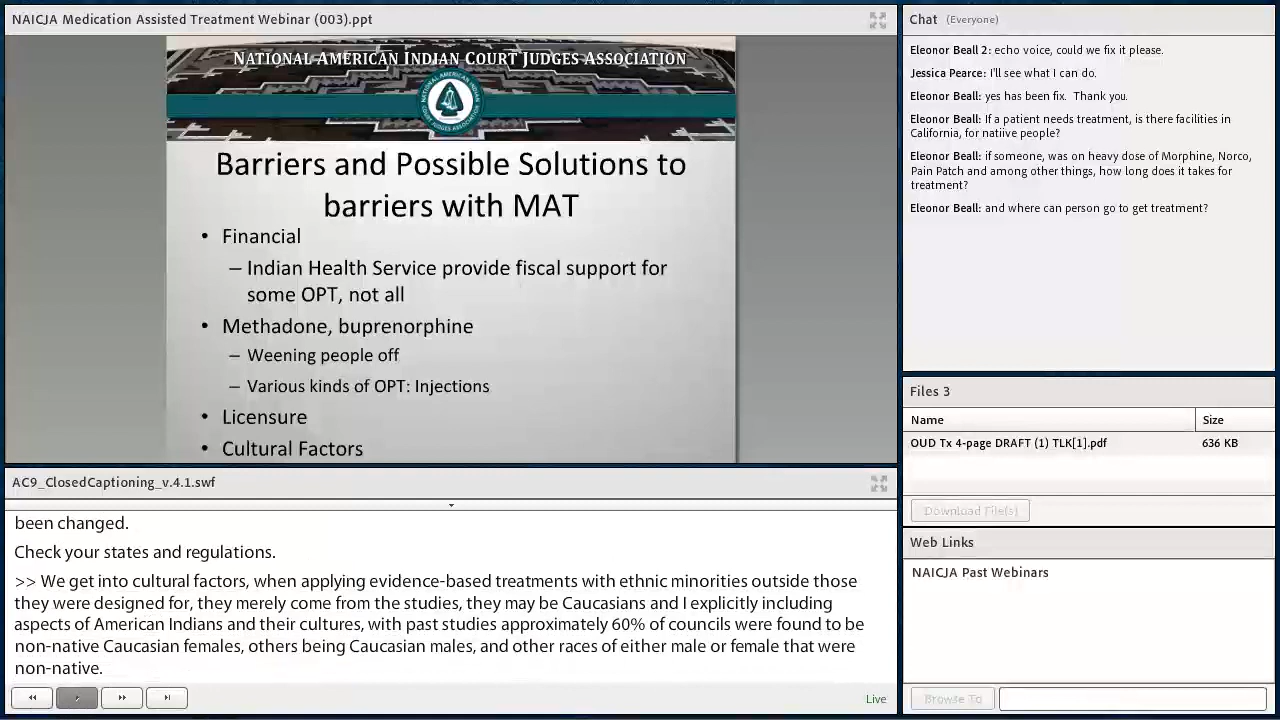 NAICJA Medication Assisted Treatment Webinar (003).ppt
NATIONAL AMERICAN INDIAN COURT JUDGES ASSOCIATION
NATIONAL AMERICAN INDIAN
COURT JUDGES ASSOCIATION
Barriers and Possible Solutions to
barriers with MAT
• Financial
– Indian Health Service provide fiscal support for
some OPT, not all
• Methadone, buprenorphine
– Weening people off
– Various kinds of OPT: Injections
• Licensure
• Cultural Factors
AC9_ClosedCaptioning_v.4.1.swf
been changed.
Check your states and regulations.
>> We get into cultural factors, when applying evidence-based treatments with ethnic minorities outside those
they were designed for, they merely come from the studies, they may be Caucasians and I explicitly including
aspects of American Indians and their cultures, with past studies approximately 60% of councils were found to be
non-native Caucasian females, others being Caucasian males, and other races of either male or female that were
non-native.
Live
Chat (Everyone)
Eleonor Beall 2: echo voice, could we fix it please.
Jessica Pearce: I'll see what I can do.
Eleonor Beall: yes has been fix. Thank you.
Eleonor Beall: If a patient needs treatment, is there facilities in
California, for natiive people?
Eleonor Beall: if someone, was on heavy dose of Morphine, Norco,
Pain Patch and among other things, how long does it takes for
treatment?
Eleonor Beall: and where can person go to get treatment?
Files 3
Name Size
OUD Tx 4-page DRAFT (1) TLK[1].pdf 636 KB
Download File(s)
Web Links
NAICJA Past Webinars
Browse To